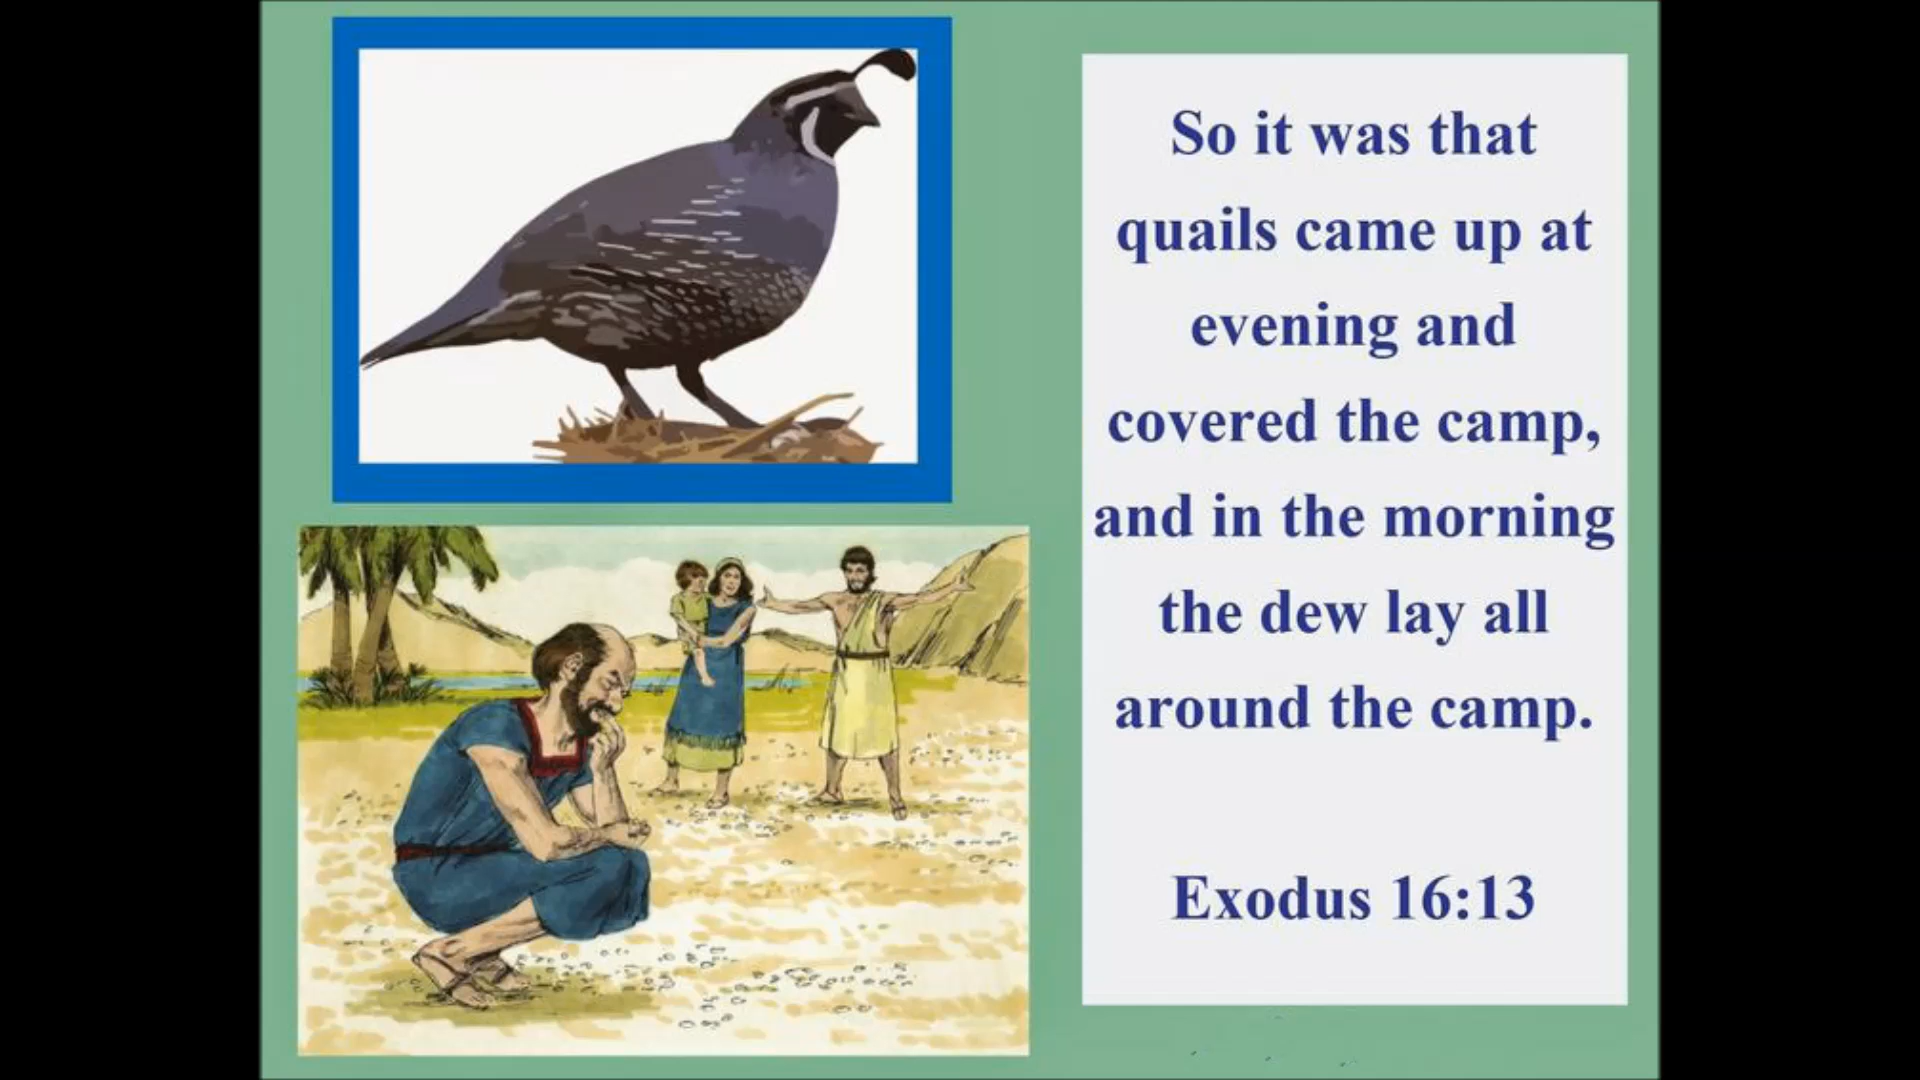 So it was that
quails came up at
evening and
covered the camp,
and in the morning
the dew lay all
around the camp.
Exodus 16:13